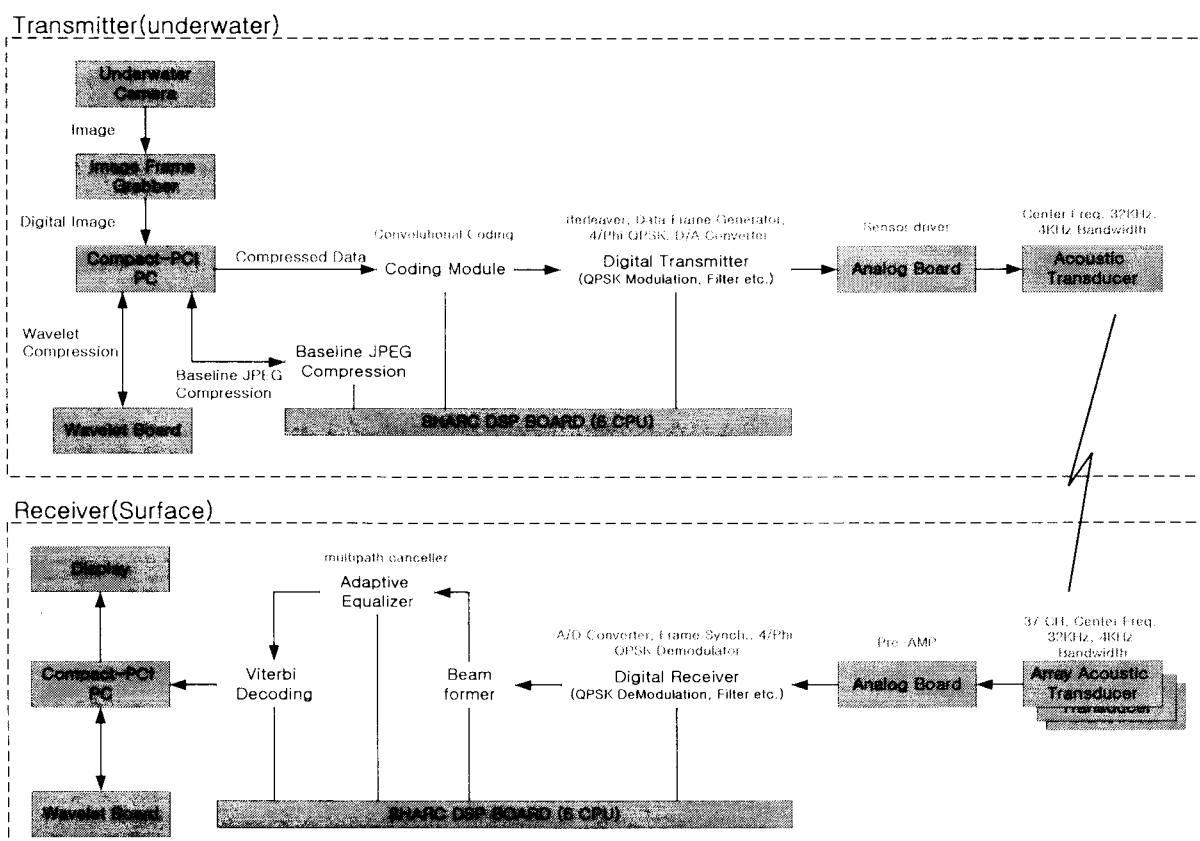 Transmitter(underwater)
Underwater
Camera
Image
Image Frame
Grabber
Digital Image
Compact-PCI
PC
Compressed Data
Convelutional Coding
Coding Module
Iterleaver, Data Frame Generator,
4/Phi QPSK, D/A Converter
Digital Transmitter
(QPSK Modulation, Filter etc.)
Sensor driver
Analog Board
Center Freq. 32KHz,
4KHz Bandwidth
Acoustic
Transducer
Wavelet
Compression
Baseline JPEG
Compression
Baseline JPEG
Compression
Wavelet Board
SHARC DSP BOARD (6 CPU)
Receiver(Surface)
Display
multipath canceller
Adaptive
Equalizer
Compact-PCI
PC
Viterbi
Decoding
Beam
former
A/D Converter, Frame Synch., 4/Phi
QPSK Demodulator
Digital Receiver
(QPSK DeModulation, Filter etc.)
Pre-AMP
Analog Board
37 CH, Center Freq.
32KHz, 4KHz
Bandwidth
Array Acoustic
Transducer
Transducer
Wavelet Board
SHARC DSP BOARD (6 CPU)